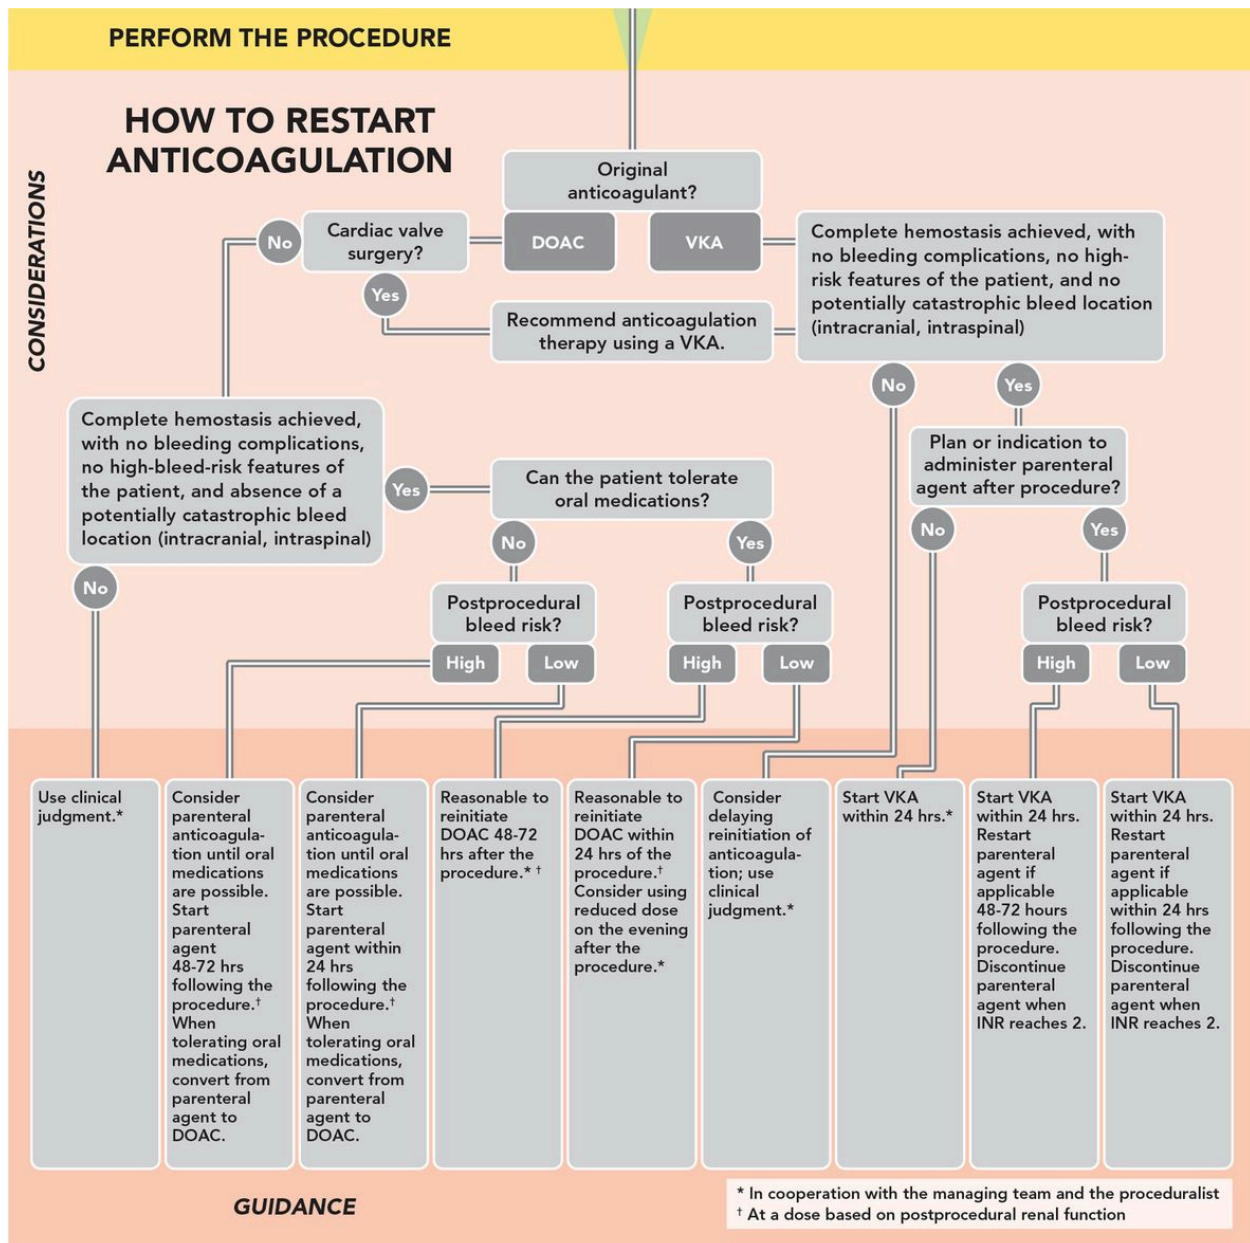 PERFORM THE PROCEDURE
HOW TO RESTART
ANTICOAGULATION
CONSIDERATIONS
Original
anticoagulant?
DOAC
VKA
Cardiac valve
surgery?
No
Yes
Recommend anticoagulation
therapy using a VKA.
Complete hemostasis achieved, with
no bleeding complications, no high-
risk features of the patient, and no
potentially catastrophic bleed location
(intracranial, intraspinal)
No
Yes
Complete hemostasis achieved,
with no bleeding complications,
no high-bleed-risk features of
the patient, and absence of a
potentially catastrophic bleed
location (intracranial, intraspinal)
Yes
No
Can the patient tolerate
oral medications?
No
Yes
Plan or indication to
administer parenteral
agent after procedure?
No
Yes
Postprocedural
bleed risk?
High
Low
Postprocedural
bleed risk?
High
Low
Postprocedural
bleed risk?
High
Low
Use clinical
judgment.*
Consider
parenteral
anticoagula-
tion until oral
medications
are possible.
Start
parenteral
agent
48-72 hrs
following the
procedure.†
When
tolerating oral
medications,
convert from
parenteral
agent to
DOAC.
Consider
parenteral
anticoagula-
tion until oral
medications
are possible.
Start
parenteral
agent within
24 hrs
following the
procedure.†
When
tolerating oral
medications,
convert from
parenteral
agent to
DOAC.
Reasonable to
reinitiate
DOAC 48-72
hrs after the
procedure.* †
Reasonable to
reinitiate
DOAC within
24 hrs of the
procedure.†
Consider using
reduced dose
on the evening
after the
procedure.*
Consider
delaying
reinitiation of
anticoagula-
tion; use
clinical
judgment.*
Start VKA
within 24 hrs.*
Start VKA
within 24 hrs.
Restart
parenteral
agent if
applicable
48-72 hours
following the
procedure.
Discontinue
parenteral
agent when
INR reaches 2.
Start VKA
within 24 hrs.
Restart
parenteral
agent if
applicable
within 24 hrs
following the
procedure.
Discontinue
parenteral
agent when
INR reaches 2.
GUIDANCE
* In cooperation with the managing team and the proceduralist
† At a dose based on postprocedural renal function